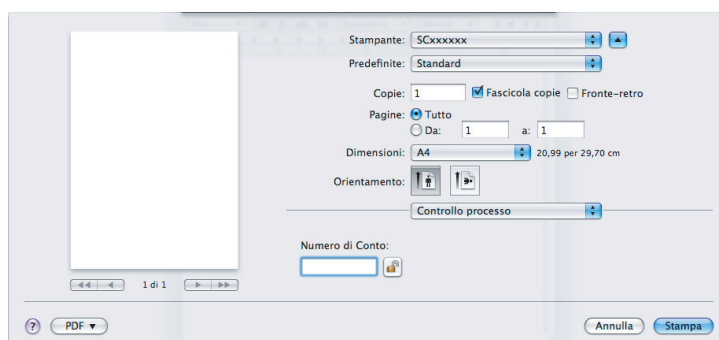 Stampante: SCxxxxxx
Predefinite: Standard
Copie: 1 Fascicola copie Fronte-retro
Pagine: Tutto
Da: 1 a: 1
Dimensioni: A4 20,99 per 29,70 cm
Orientamento:
Controllo processo
Numero di Conto:
1 di 1
? PDF Annulla Stampa